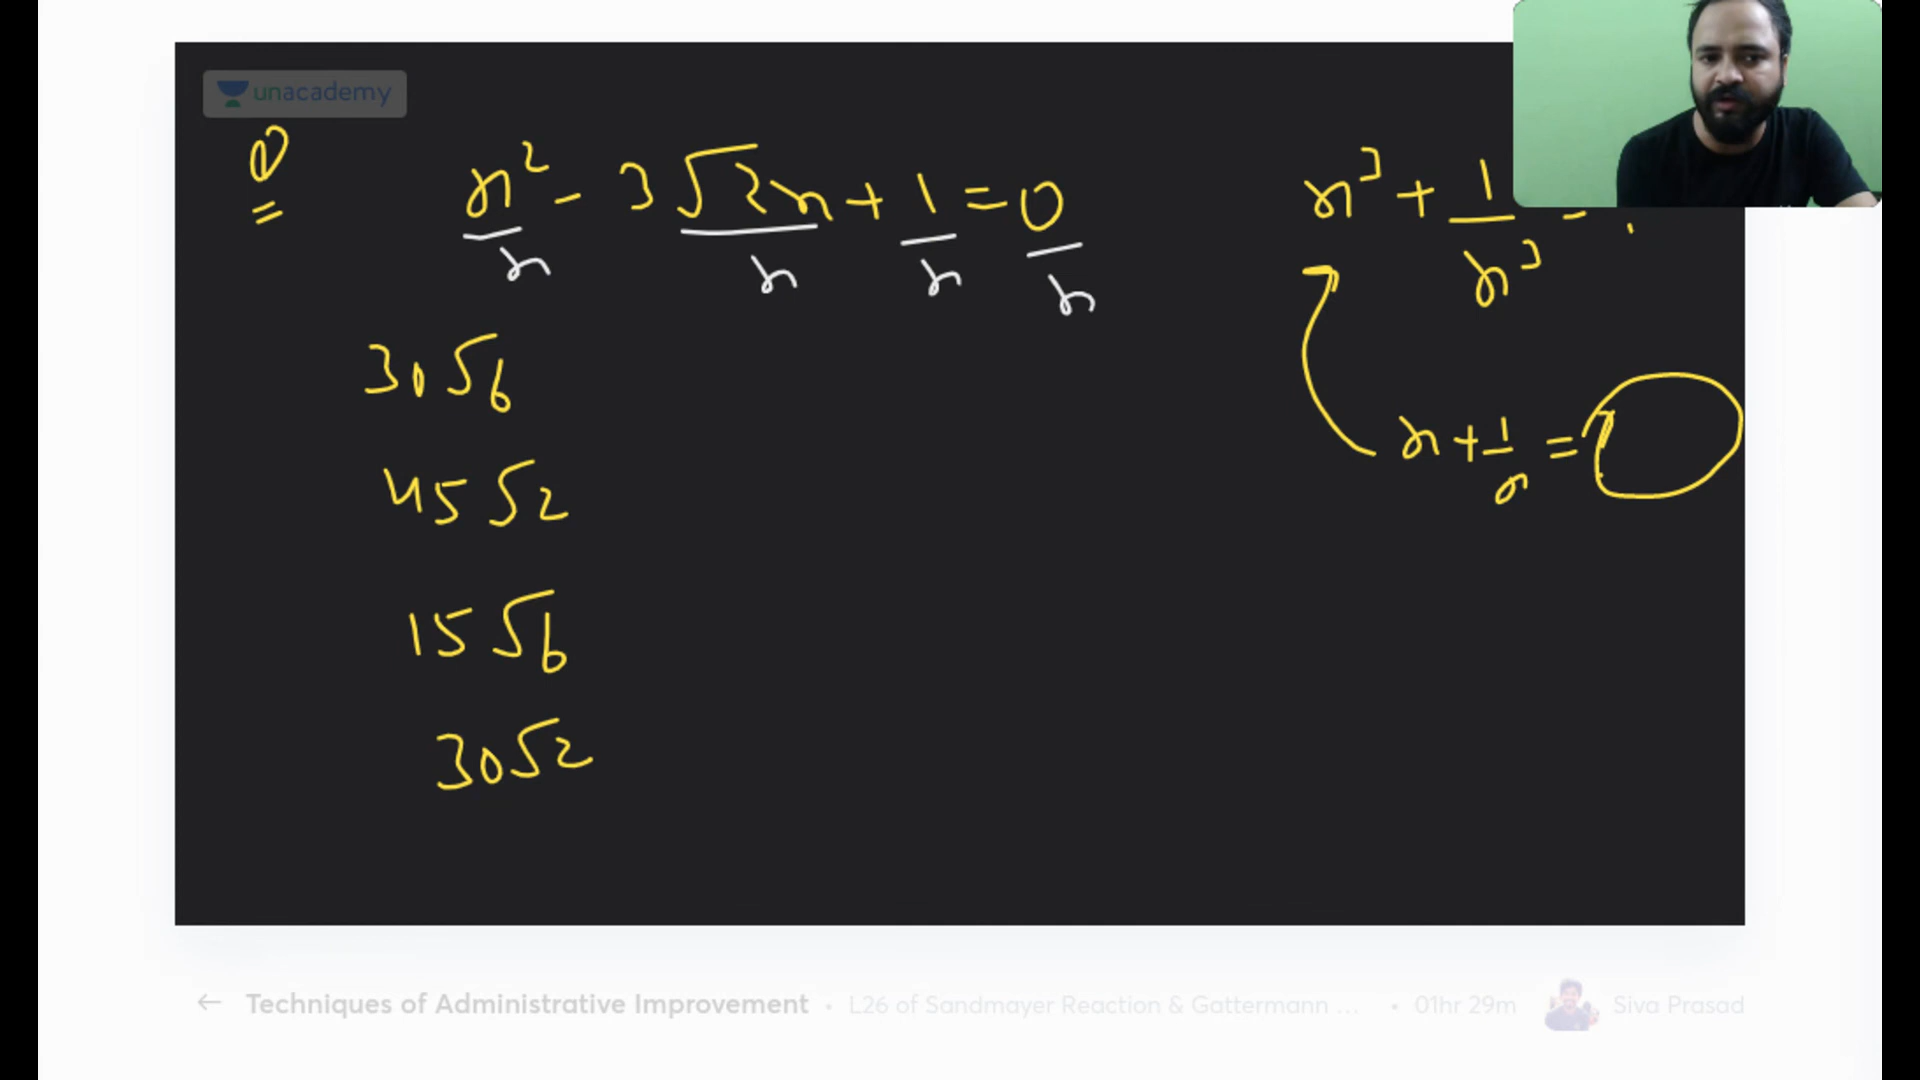 unacademy
Q
x² - 3√2x + 1 = 0
x x x x
x³ + 1/x³ =
30√6
x + 1/x =
45√2
15√6
30√2
← Techniques of Administrative Improvement • L26 of Sandmayer Reaction & Gattermann ... • 01hr 29m Siva Prasad